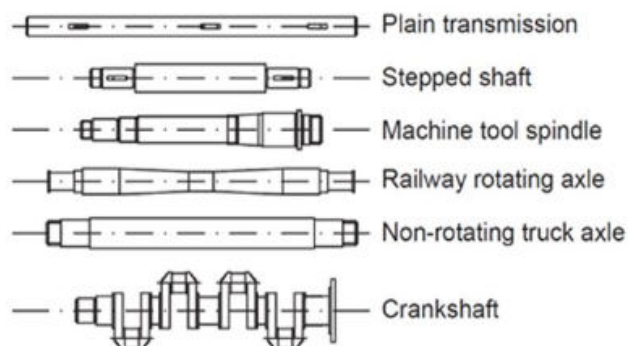 Plain transmission
Stepped shaft
Machine tool spindle
Railway rotating axle
Non-rotating truck axle
Crankshaft